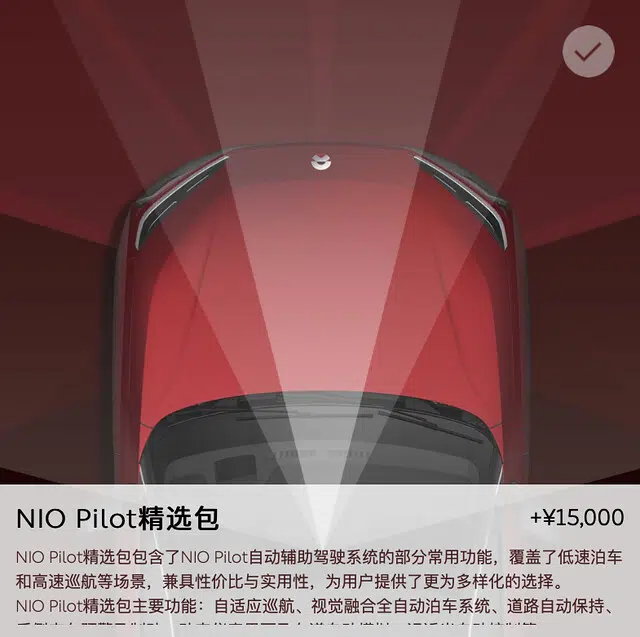 NIO Pilot精选包
+¥15,000
NIO Pilot精选包包含了NIO Pilot自动辅助驾驶系统的部分常用功能，覆盖了低速泊车
和高速巡航等场景，兼具性价比与实用性，为用户提供了更为多样化的选择。
NIO Pilot精选包主要功能：自适应巡航、视觉融合全自动泊车系统、道路自动保持、